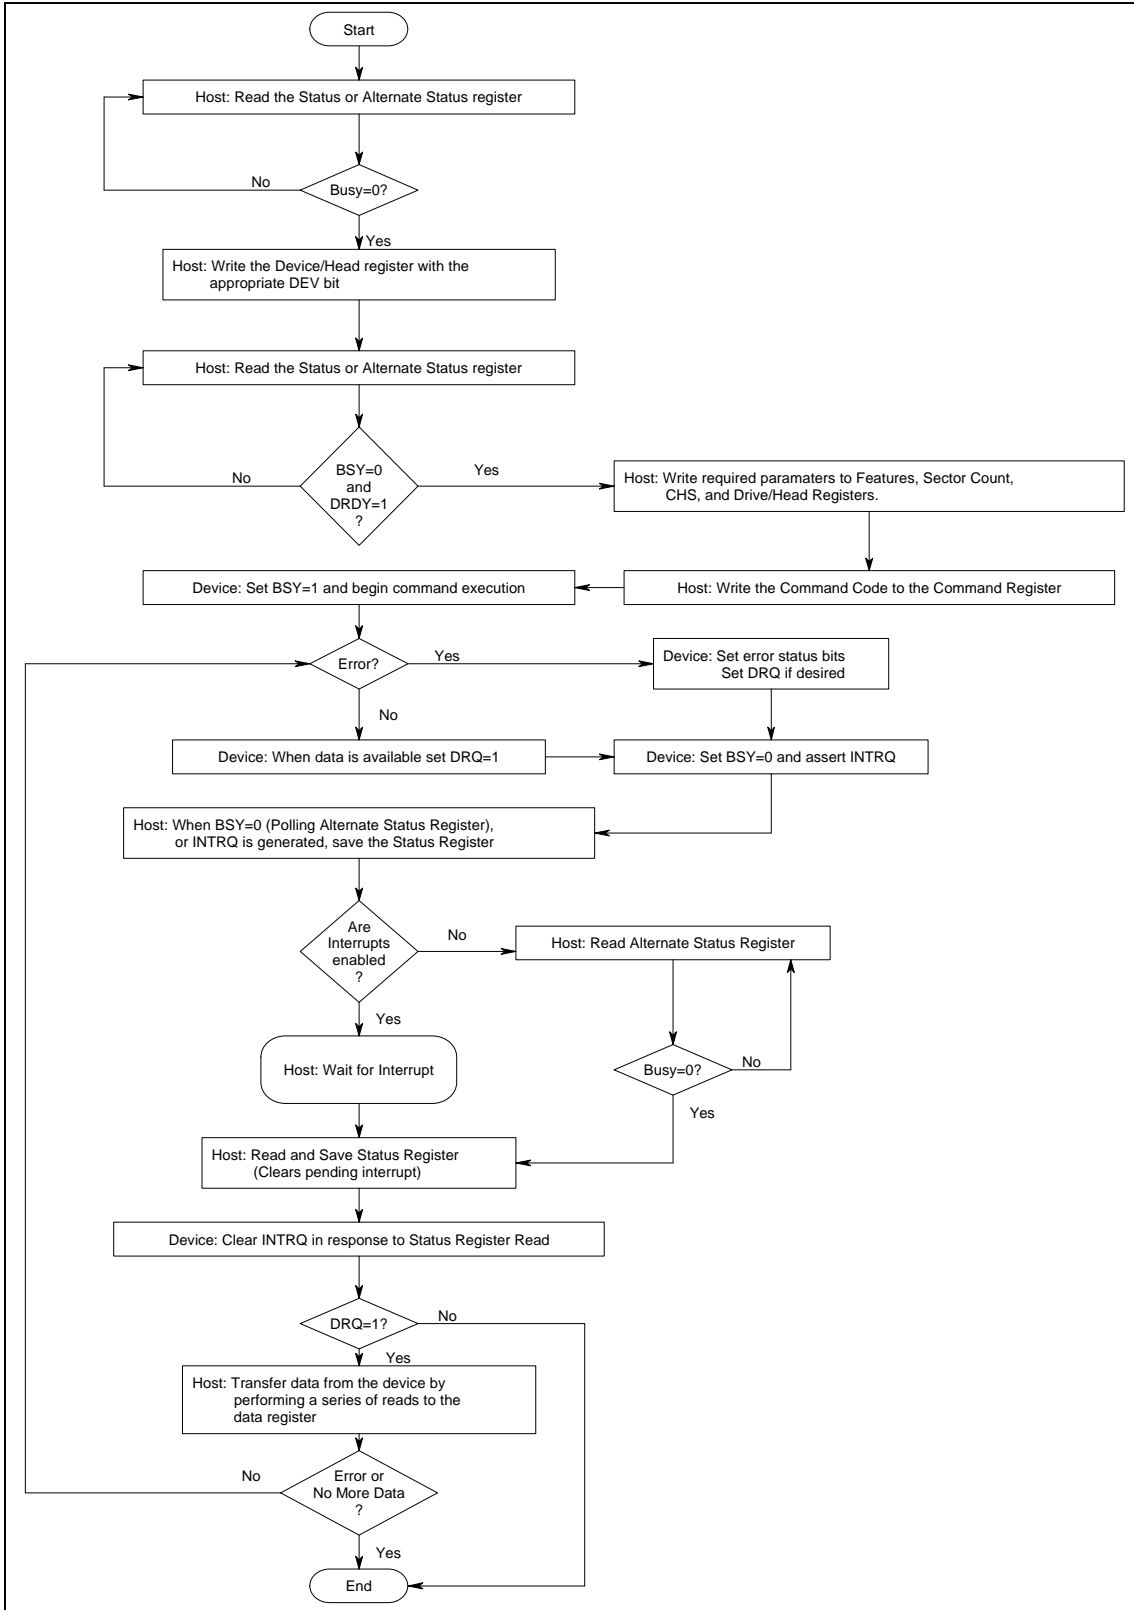 Start
Host: Read the Status or Alternate Status register
No
Busy=0?
Yes
Host: Write the Device/Head register with the
appropriate DEV bit
Host: Read the Status or Alternate Status register
No
BSY=0
and
DRDY=1
?
Yes
Host: Write required paramaters to Features, Sector Count,
CHS, and Drive/Head Registers.
Device: Set BSY=1 and begin command execution
Host: Write the Command Code to the Command Register
Error?
Yes
Device: Set error status bits
Set DRQ if desired
No
Device: When data is available set DRQ=1
Device: Set BSY=0 and assert INTRQ
Host: When BSY=0 (Polling Alternate Status Register),
or INTRQ is generated, save the Status Register
Are
Interrupts
enabled
?
No
Host: Read Alternate Status Register
Yes
Host: Wait for Interrupt
Busy=0?
No
Yes
Host: Read and Save Status Register
(Clears pending interrupt)
Device: Clear INTRQ in response to Status Register Read
DRQ=1?
No
Yes
Host: Transfer data from the device by
performing a series of reads to the
data register
No
Error or
No More Data
?
Yes
End